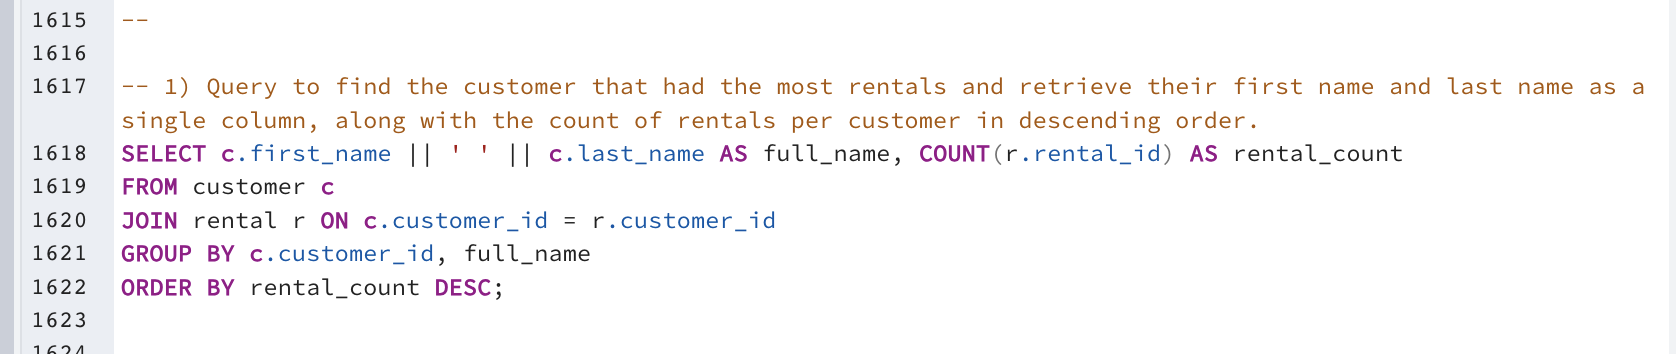 1615 --
1616
1617 -- 1) Query to find the customer that had the most rentals and retrieve their first name and last name as a
single column, along with the count of rentals per customer in descending order.
1618 SELECT c.first_name || ' ' || c.last_name AS full_name, COUNT(r.rental_id) AS rental_count
1619 FROM customer c
1620 JOIN rental r ON c.customer_id = r.customer_id
1621 GROUP BY c.customer_id, full_name
1622 ORDER BY rental_count DESC;
1623
1624